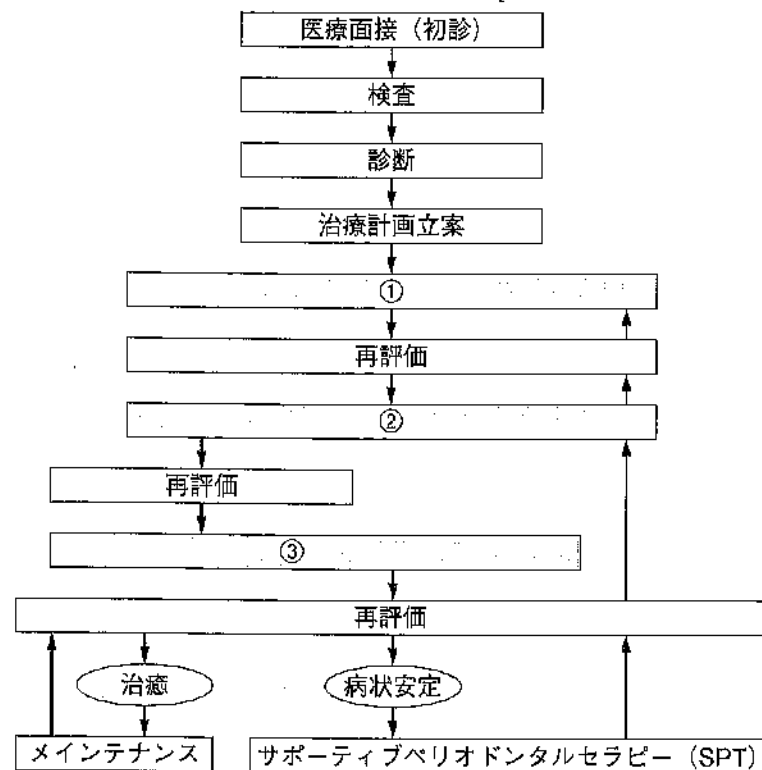 医療面接（初診）
検査
診断
治療計画立案
①
再評価
②
再評価
③
再評価
治癒
病状安定
メインテナンス
サポーティブペリオドンタルセラピー（SPT）